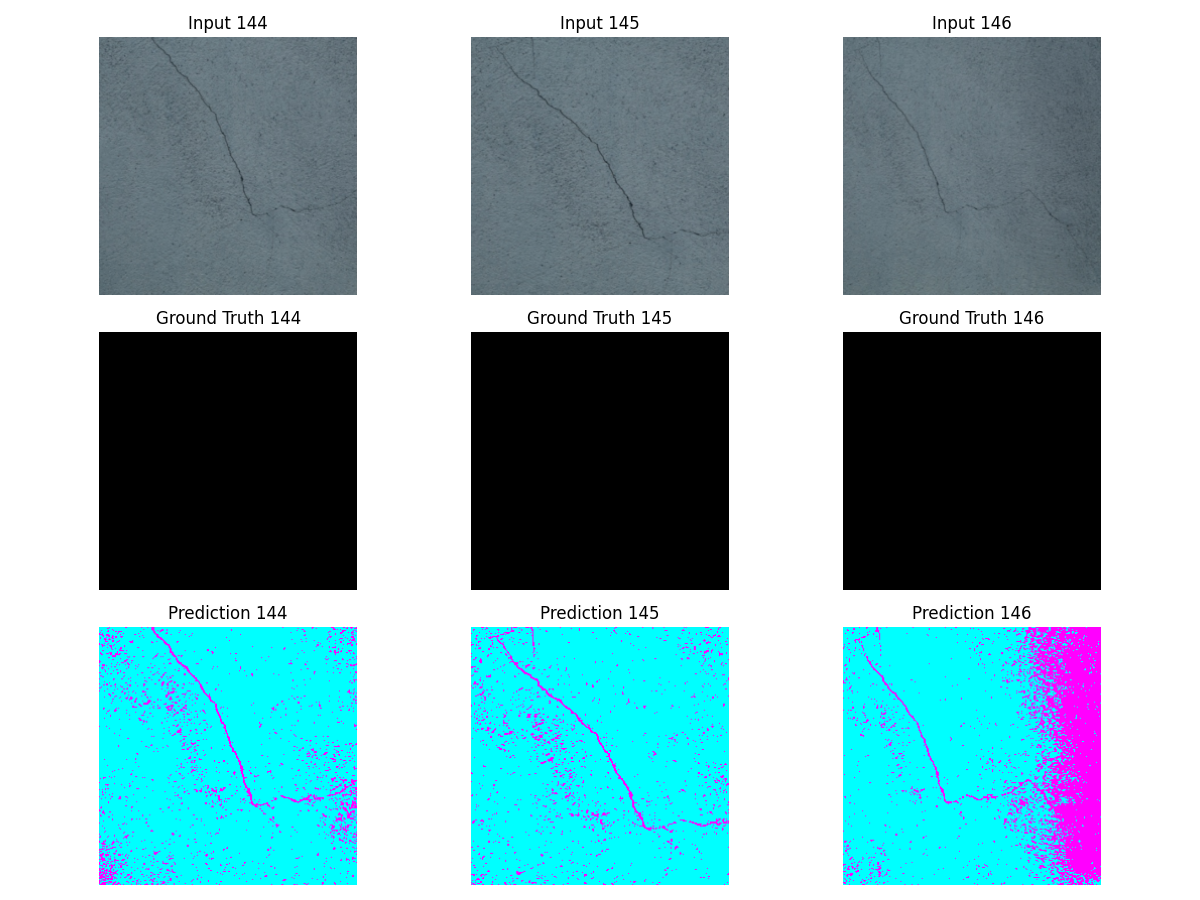 Input 144
Input 145
Input 146
Ground Truth 144
Ground Truth 145
Ground Truth 146
Prediction 144
Prediction 145
Prediction 146